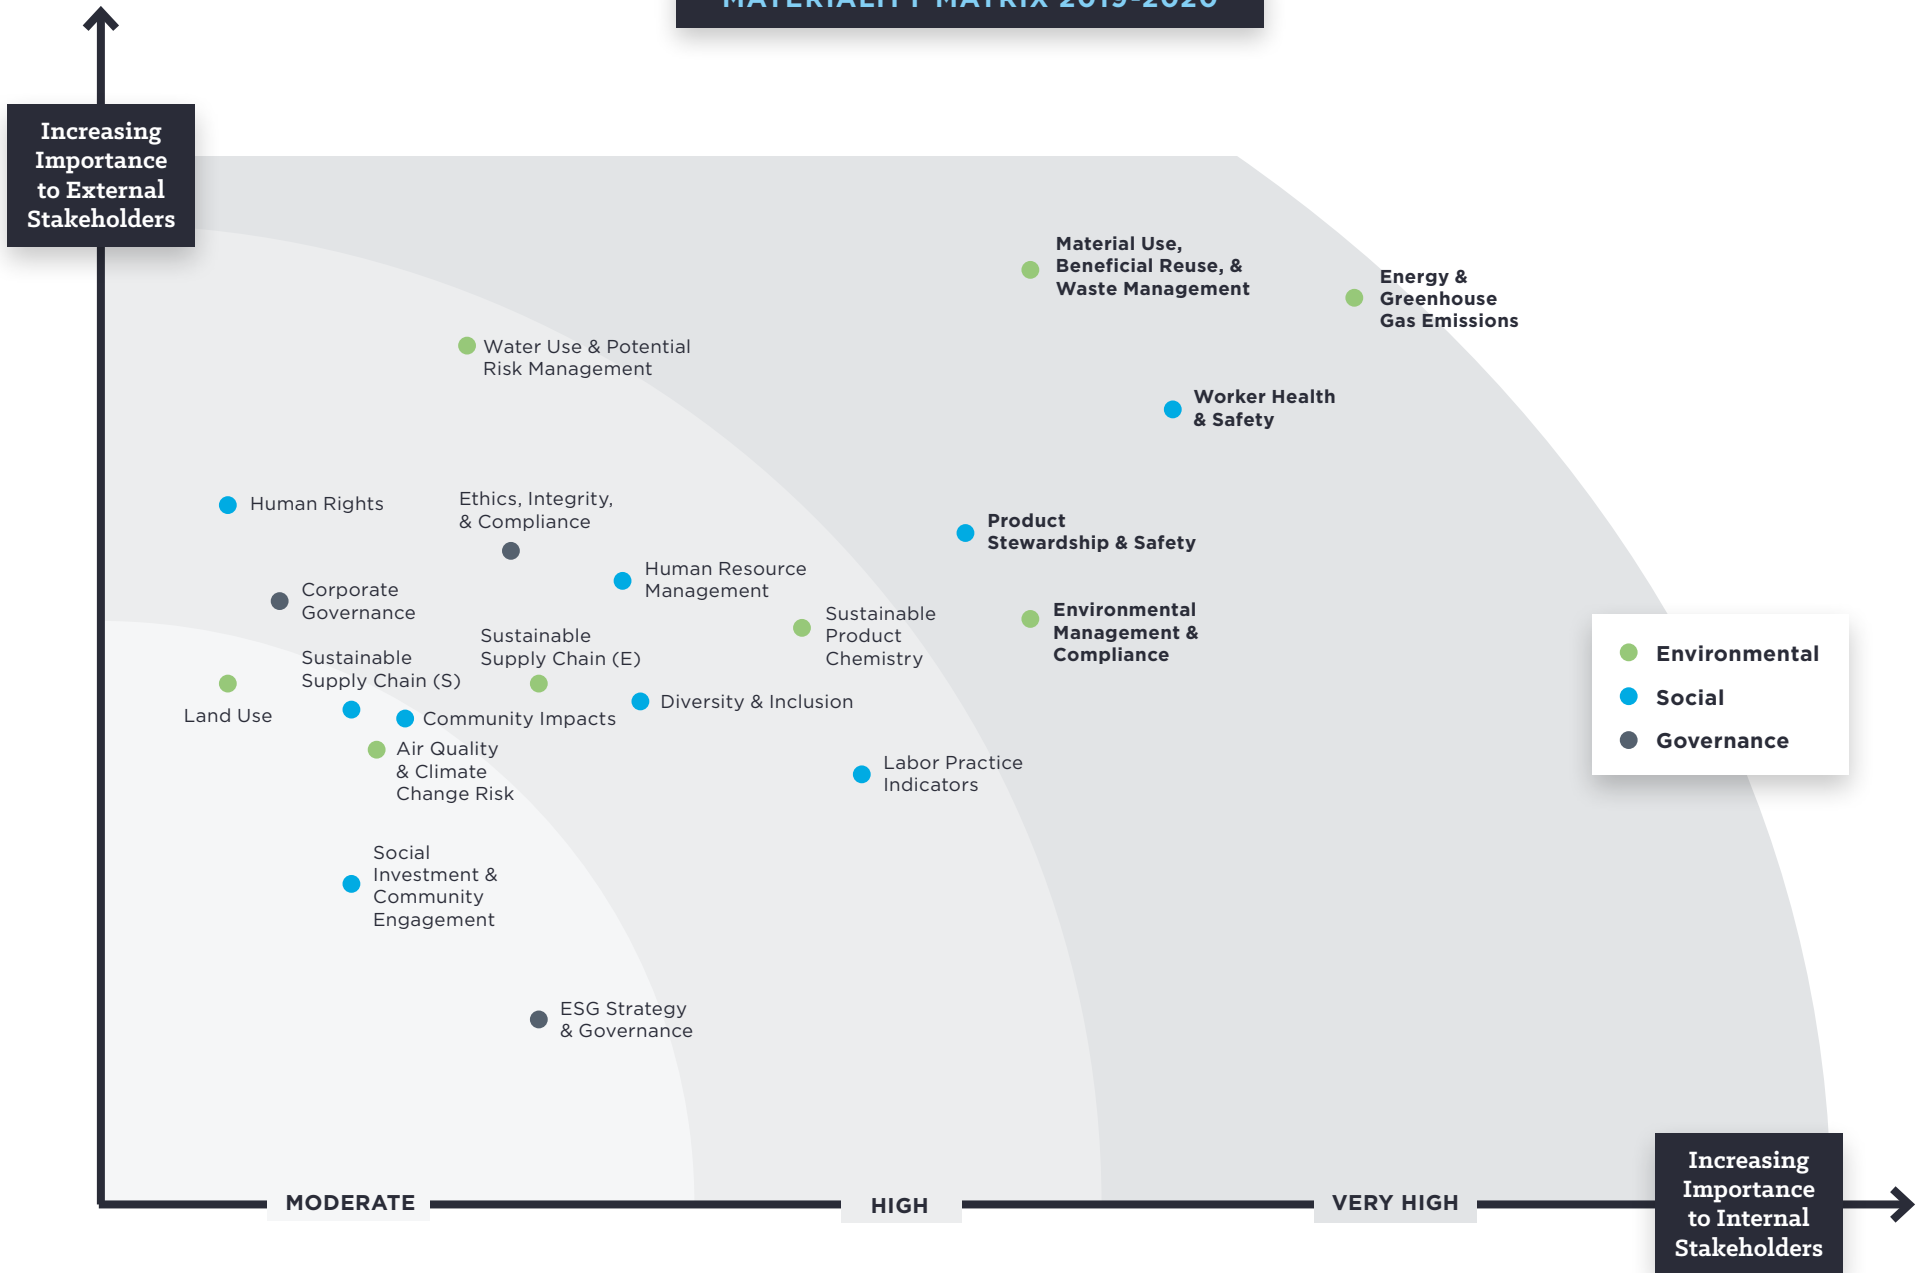 MATERIALITY MATRIX 2019-2020
Increasing
Importance
to External
Stakeholders
Material Use,
Beneficial Reuse, &
Waste Management
Energy &
Greenhouse
Gas Emissions
Water Use & Potential
Risk Management
Worker Health
& Safety
Human Rights
Ethics, Integrity,
& Compliance
Product
Stewardship & Safety
Human Resource
Management
Corporate
Governance
Sustainable
Product
Chemistry
Environmental
Management &
Compliance
Sustainable
Supply Chain (E)
Sustainable
Supply Chain (S)
Land Use
Community Impacts
Diversity & Inclusion
Air Quality
& Climate
Change Risk
Labor Practice
Indicators
Social
Investment &
Community
Engagement
ESG Strategy
& Governance
Environmental
Social
Governance
MODERATE
HIGH
VERY HIGH
Increasing
Importance
to Internal
Stakeholders